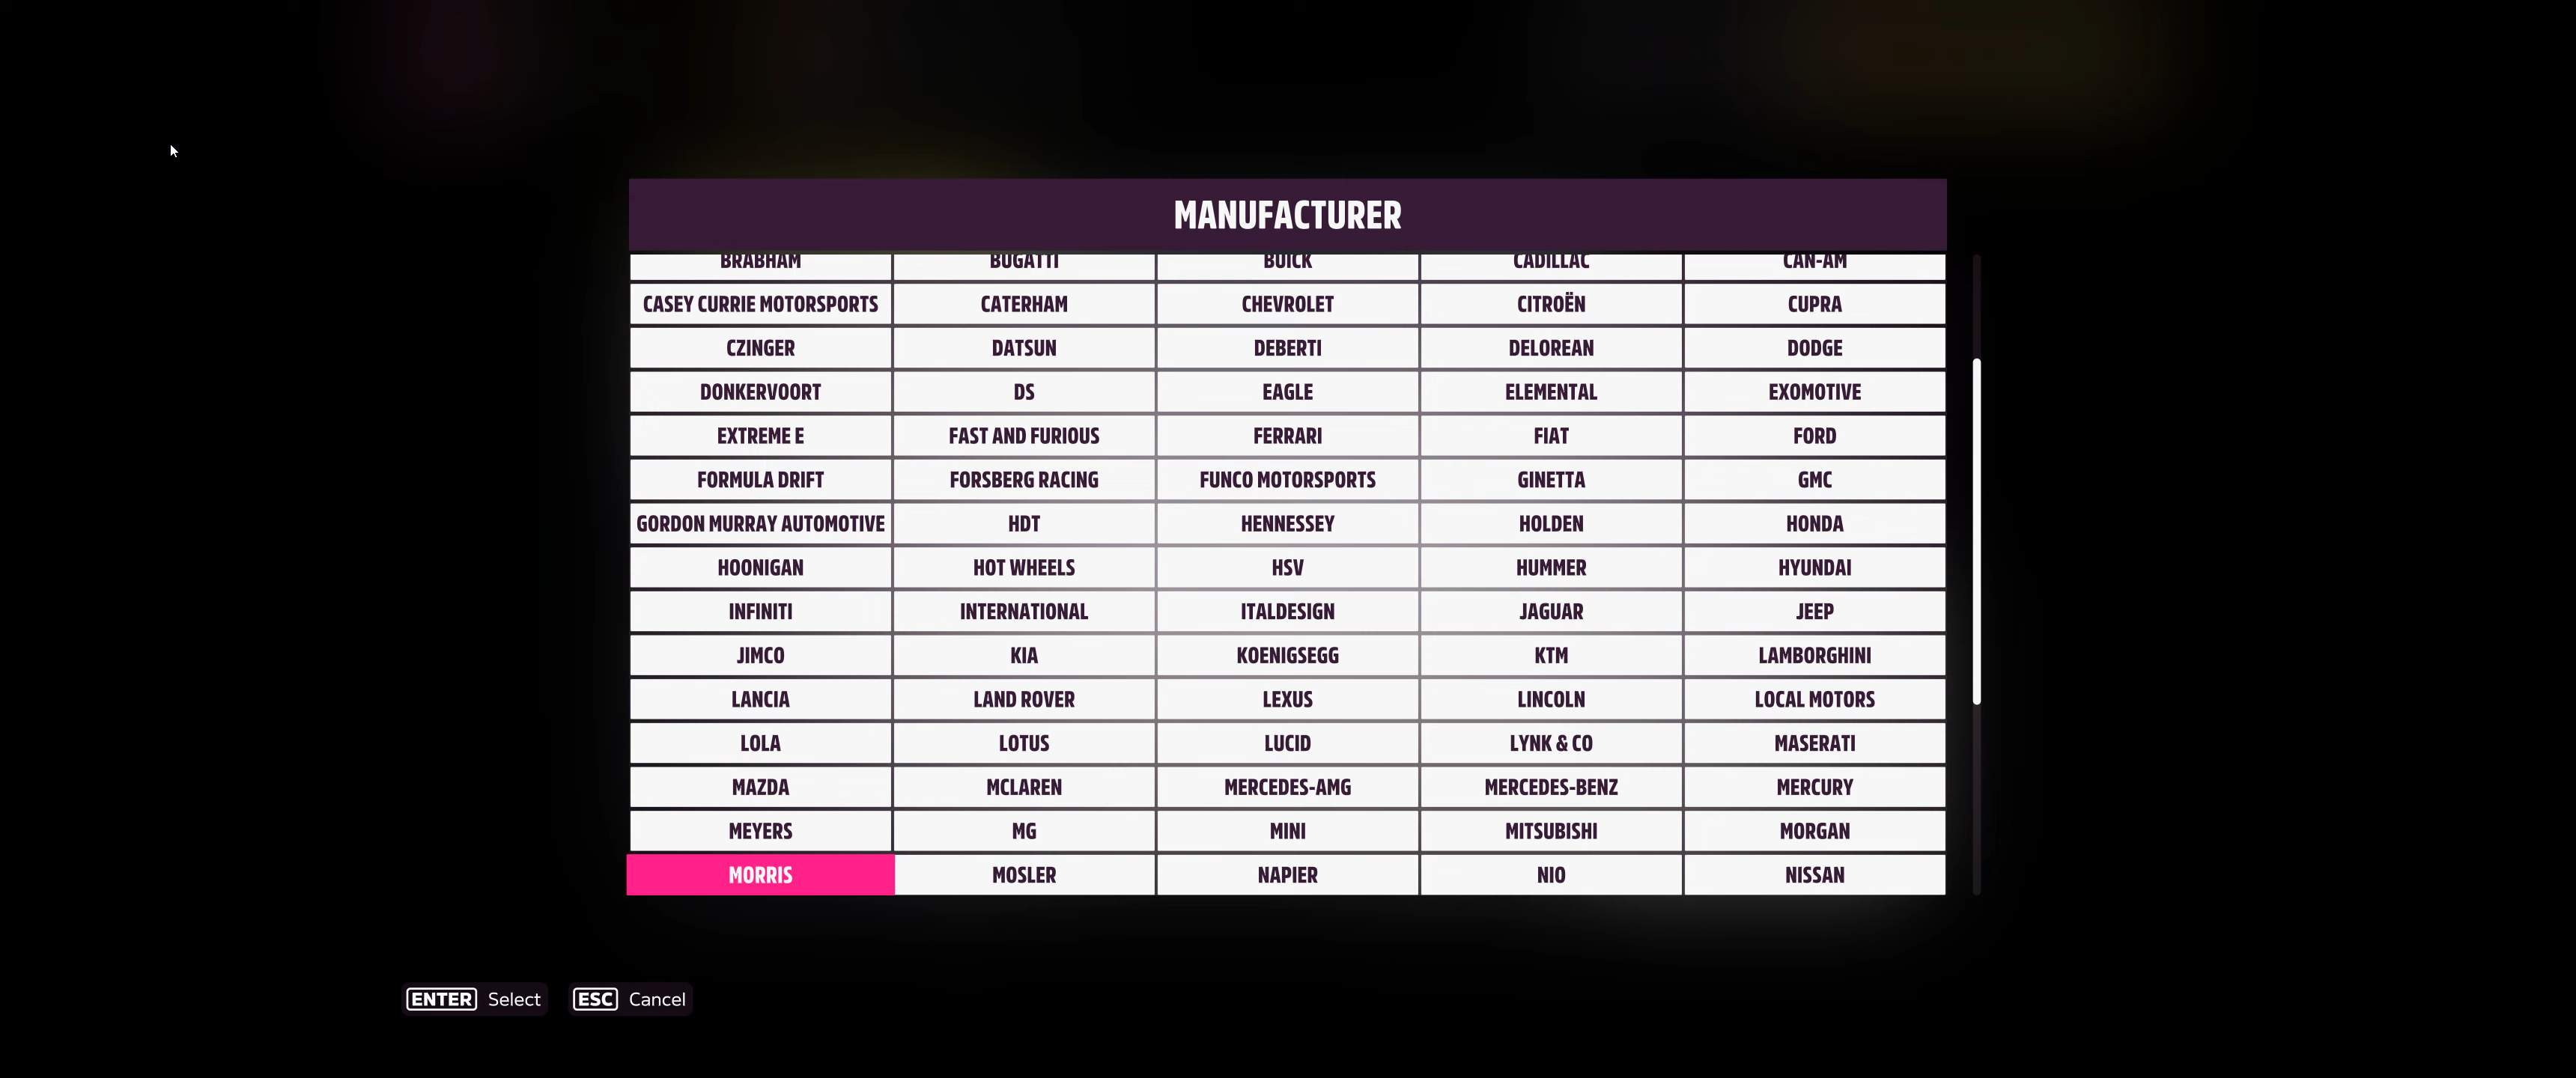 MANUFACTURER
BRABHAM BUGATTI BUICK CADILLAC CAN-AM
CASEY CURRIE MOTORSPORTS CATERHAM CHEVROLET CITROËN CUPRA
CZINGER DATSUN DEBERTI DELOREAN DODGE
DONKERVOORT DS EAGLE ELEMENTAL EXOMOTIVE
EXTREME E FAST AND FURIOUS FERRARI FIAT FORD
FORMULA DRIFT FORSBERG RACING FUNCO MOTORSPORTS GINETTA GMC
GORDON MURRAY AUTOMOTIVE HDT HENNESSEY HOLDEN HONDA
HOONIGAN HOT WHEELS HSV HUMMER HYUNDAI
INFINITI INTERNATIONAL ITALDESIGN JAGUAR JEEP
JIMCO KIA KOENIGSEGG KTM LAMBORGHINI
LANCIA LAND ROVER LEXUS LINCOLN LOCAL MOTORS
LOLA LOTUS LUCID LYNK & CO MASERATI
MAZDA MCLAREN MERCEDES-AMG MERCEDES-BENZ MERCURY
MEYERS MG MINI MITSUBISHI MORGAN
MORRIS MOSLER NAPIER NIO NISSAN
ENTER Select ESC Cancel